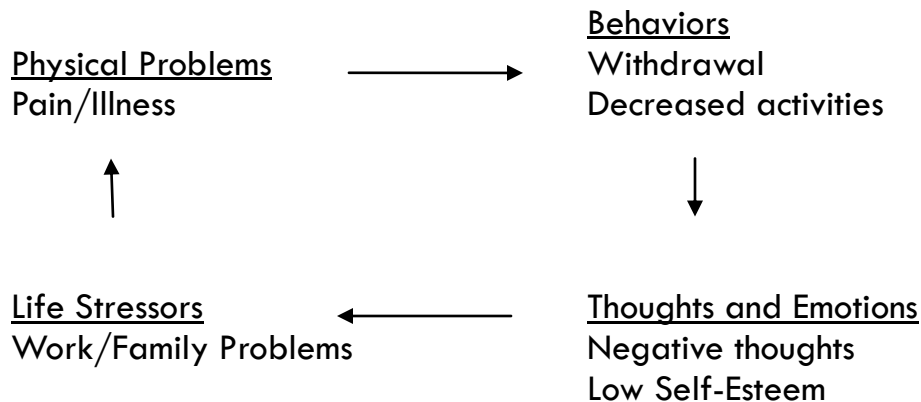 Physical Problems
Pain/Illness
Behaviors
Withdrawal
Decreased activities
Life Stressors
Work/Family Problems
Thoughts and Emotions
Negative thoughts
Low Self-Esteem